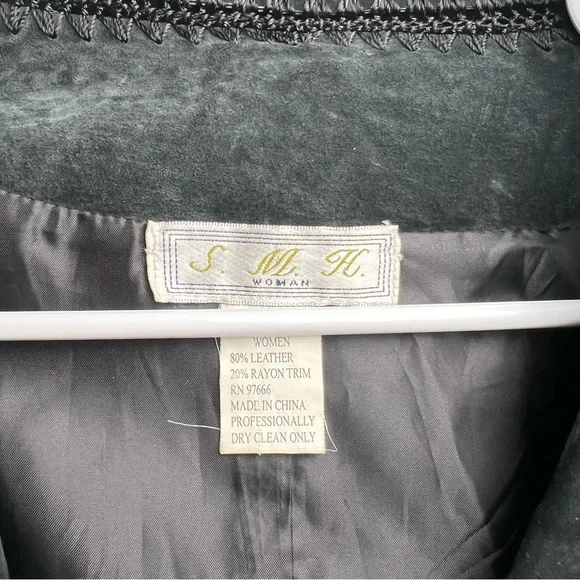 S. M. H.
WOMAN
WOMEN
80% LEATHER
20% RAYON TRIM
RN 97666
MADE IN CHINA
PROFESSIONALLY
DRY CLEAN ONLY